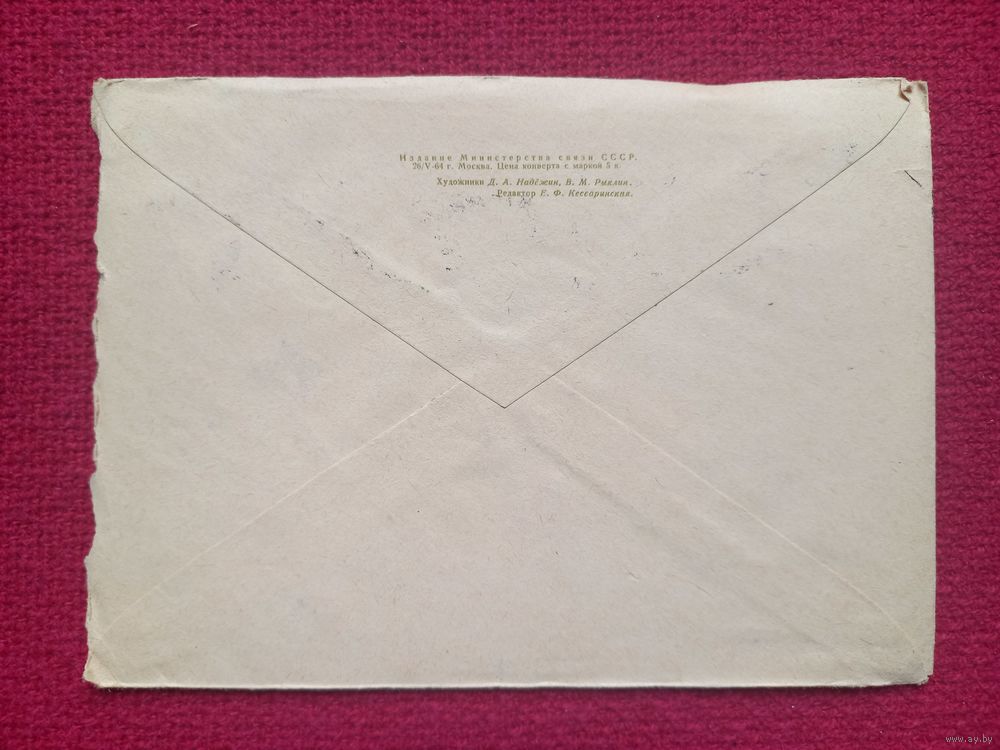 Издание Министерства связи СССР.
26/V-64 г. Москва. Цена конверта с маркой 5 к.
Художники Д. А. Надёжин, В. М. Рыклин.
Редактор Е. Ф. Кессаринская.
www.ay.by